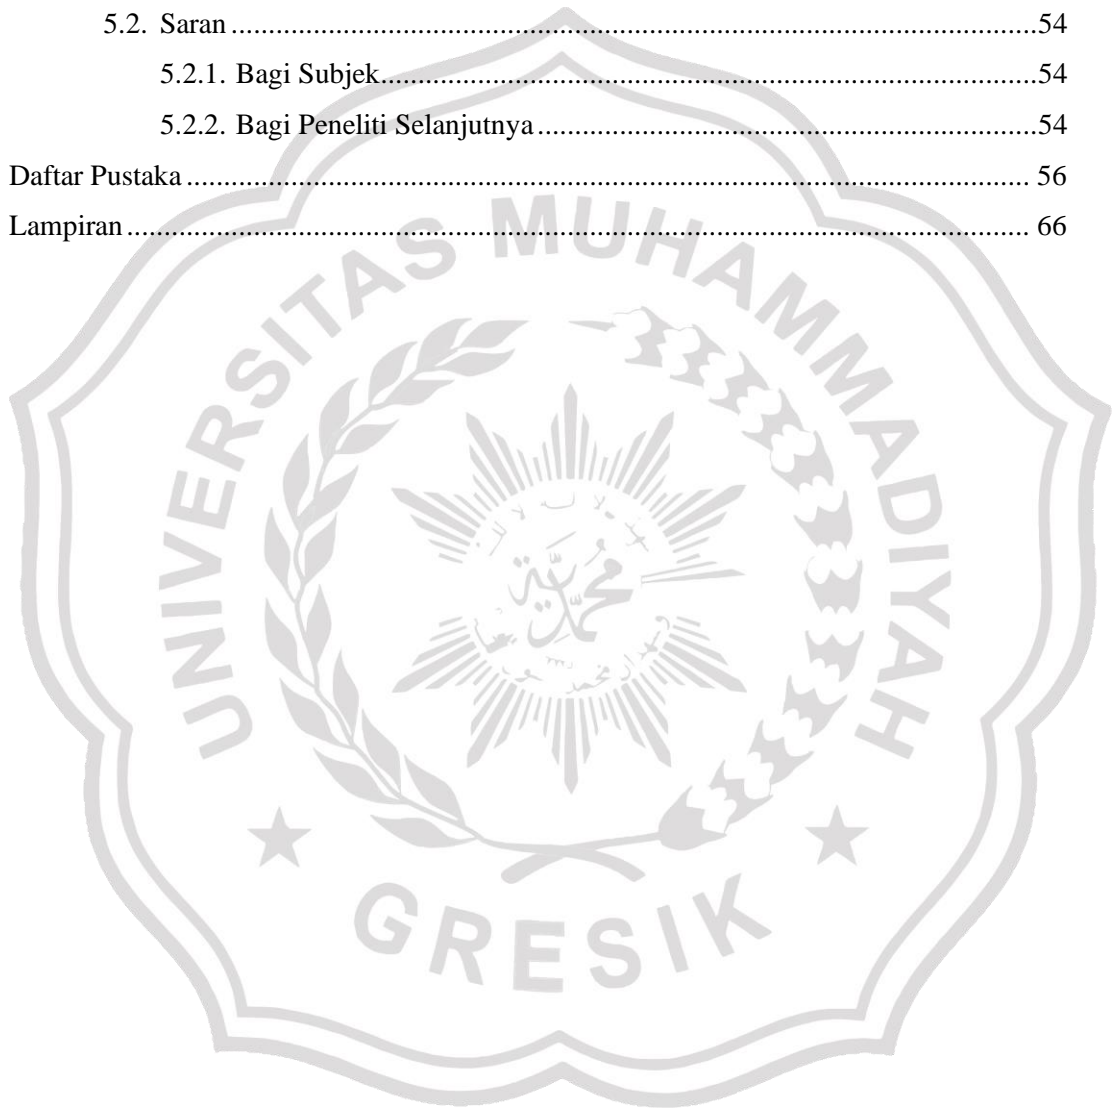 5.2. Saran ........................................................................................................54
5.2.1. Bagi Subjek.....................................................................................54
5.2.2. Bagi Peneliti Selanjutnya.................................................................54
Daftar Pustaka............................................................................................................. 56
Lampiran..................................................................................................................... 66
UNIVERSITAS MUHAMMADIYAH
محمدية
GRESIK